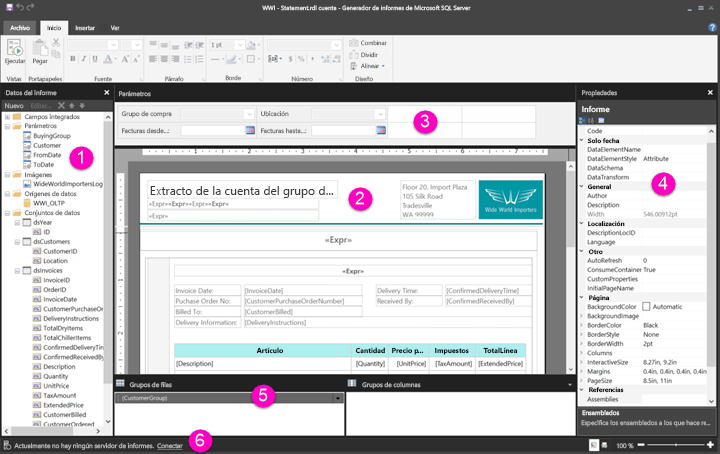 WWI - Statement.rdl cuenta - Generador de informes de Microsoft SQL Server
Archivo Inicio Insertar Ver
Ejecutar Pegar 1 pt Combinar
Dividir
Alinear
Vistas Portapapeles Fuente Párrafo Borde Número Diseño
Datos del informe
Nuevo Editar...
Campos integrados
Parámetros
BuyingGroup
Customer
FromDate
ToDate
1
Imágenes
WideWorldImportersLog
Orígenes de datos
WWI_OLTP
Conjuntos de datos
dsYear
ID
dsCustomers
CustomerID
Location
dsInvoices
InvoiceID
OrderID
InvoiceDate
CustomerPurchaseOrder
DeliveryInstructions
TotalDryItems
TotalChillerItems
ConfirmedDeliveryTime
ConfirmedReceivedBy
Description
Quantity
UnitPrice
TaxAmount
ExtendedPrice
CustomerBilled
CustomerOrdered
Parámetros
Grupo de compra Ubicación
Facturas desde...: Facturas hasta...:
3
1 2 3 4 5 6 7
Extracto de la cuenta del grupo d...
«Expr»«Expr»«Expr»«Expr»
«Expr»
2
Floor 20, Import Plaza
105 Silk Road
Tradesville
WA 99999
Wide World Importers
«Expr»
«Expr»
Invoice Date: [InvoiceDate] Delivery Time: [ConfirmedDeliveryTime]
Puchase Order No: [CustomerPurchaseOrderNumber] Received By: [ConfirmedReceivedBy]
Billed To: [CustomerBilled]
Delivery Information: [DeliveryInstructions]
Artículo Cantidad Precio p... Impuestos TotalLínea
[Description] [Quantity] [UnitPrice] [TaxAmount] [ExtendedPrice]
Grupos de filas Grupos de columnas
(CustomerGroup)
5
Propiedades
Informe
Code
Solo fecha
DataElementName
DataElementStyle Attribute
DataSchema
DataTransform
4
General
Author
Description
Width 546.00912pt
Localización
DescriptionLocID
Language
Otro
AutoRefresh 0
ConsumeContainer True
CustomProperties
InitialPageName
Página
BackgroundColor Automatic
BackgroundImage
BorderColor Black
BorderStyle None
BorderWidth 2pt
Columns
InteractiveSize 8.27in, 9.2in
Margins 0.4in, 0.4in, 0.4in, 0.4in
PageSize 8.5in, 11in
Referencias
Assemblies
Ensamblados
Especifica los ensamblados a los que hace re...
Actualmente no hay ningún servidor de informes. Conectar
6
100 %